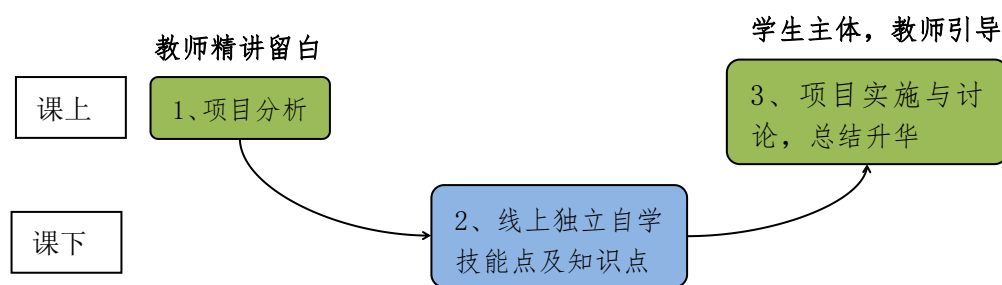 教师精讲留白
学生主体，教师引导
课上
1、项目分析
3、项目实施与讨
论，总结升华
课下
2、线上独立自学
技能点及知识点